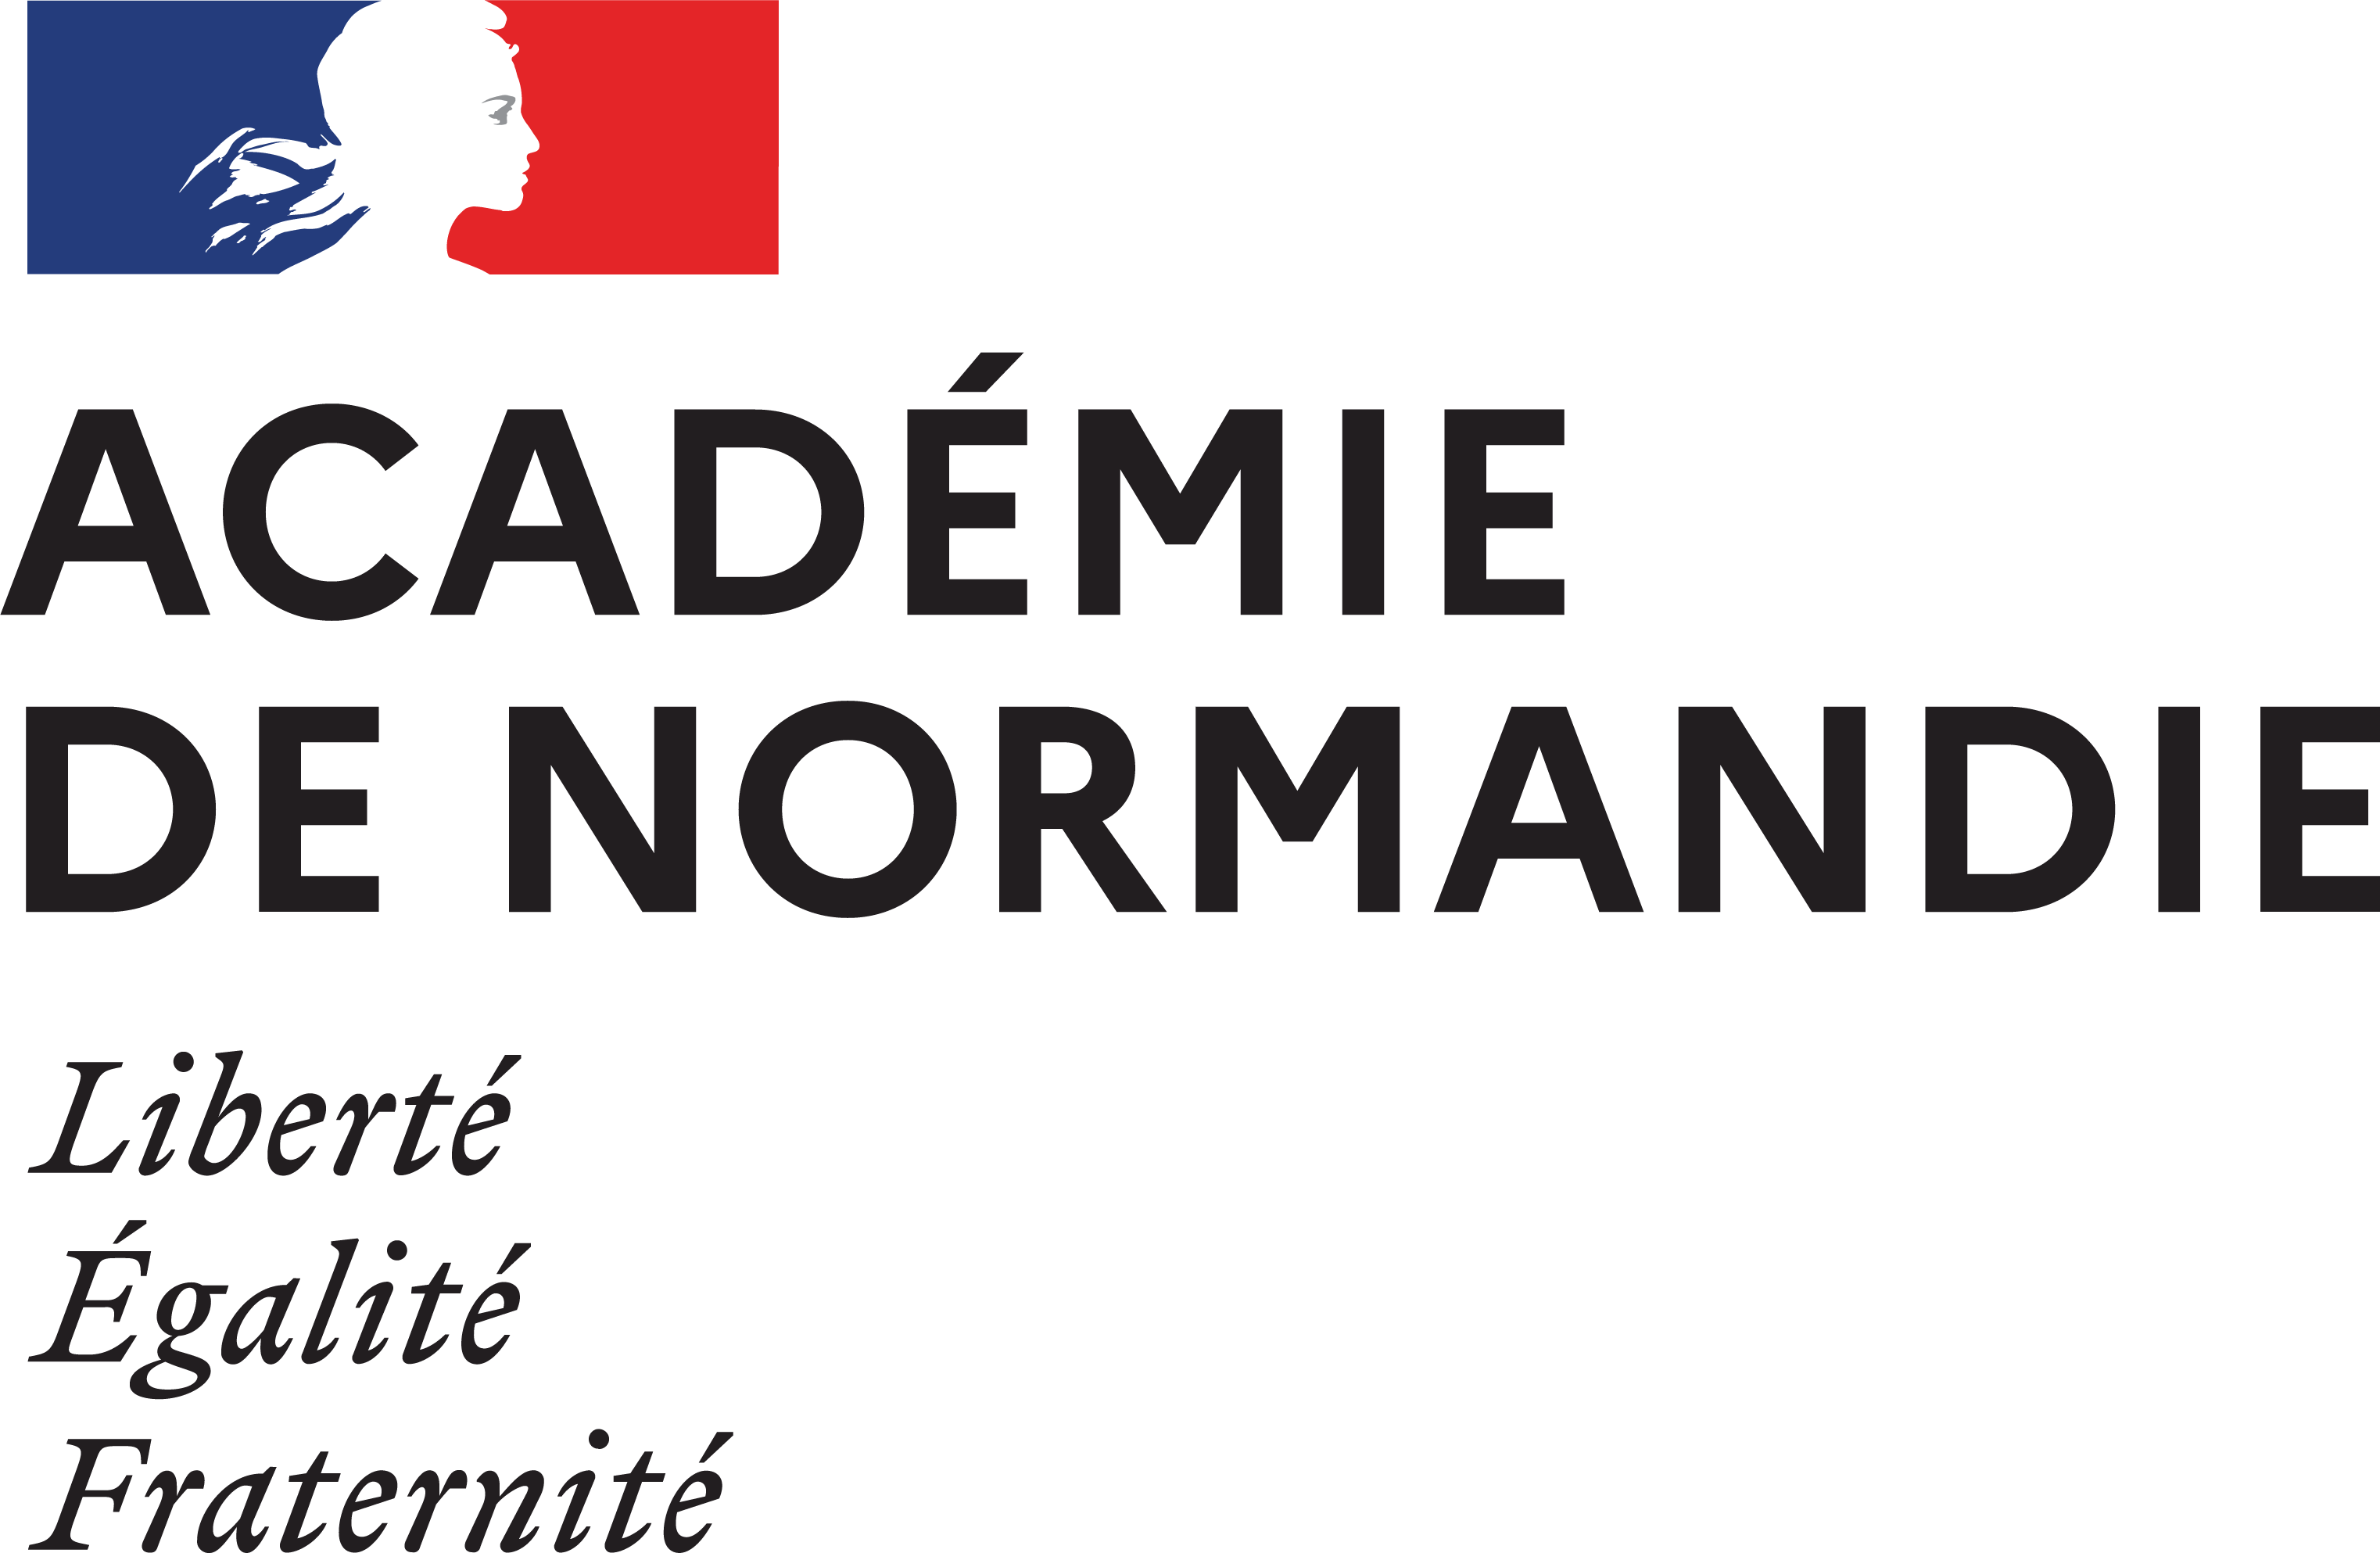 ACADÉMIE
DE NORMANDIE
Liberté
Égalité
Fraternité